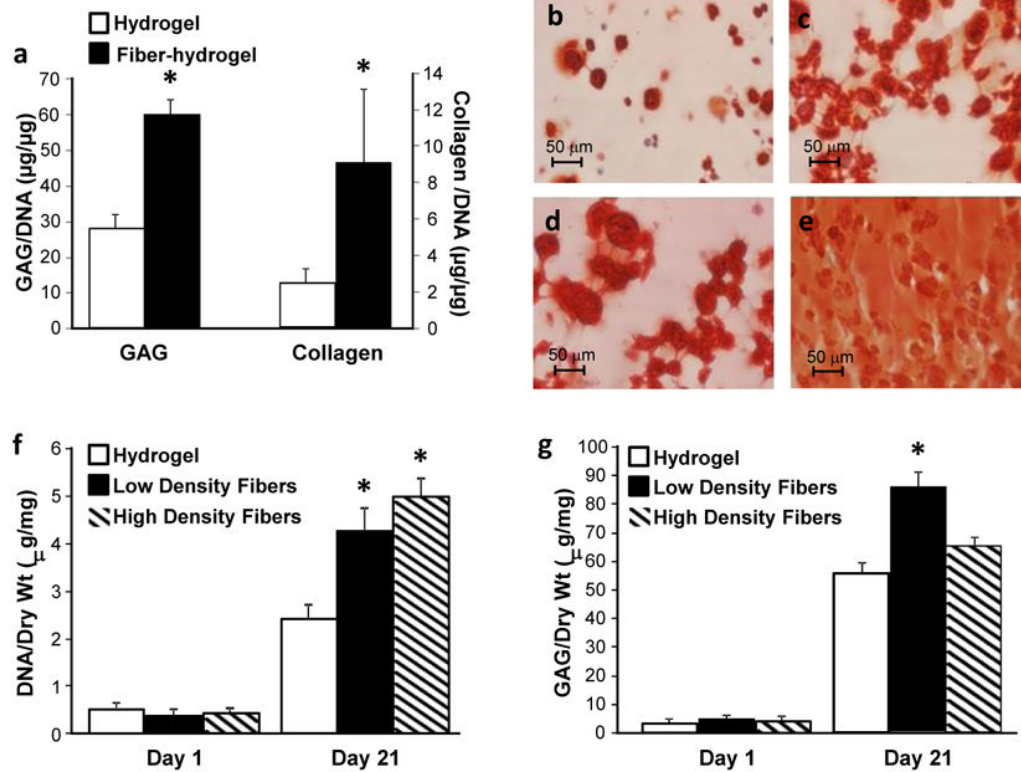 a
Hydrogel
Fiber-hydrogel
GAG/DNA (µg/µg)
70
60
50
40
30
20
10
0
*
*
14
12
10
8
6
4
2
0
Collagen /DNA (µg/µg)
GAG
Collagen
b
50 µm
c
50 µm
d
50 µm
e
50 µm
f
Hydrogel
Low Density Fibers
High Density Fibers
DNA/Dry Wt (_g/mg)
µ
6
5
4
3
2
1
0
*
*
Day 1
Day 21
g
Hydrogel
Low Density Fibers
High Density Fibers
GAG/Dry Wt (_g/mg)
µ
100
90
80
70
60
50
40
30
20
10
0
*
Day 1
Day 21